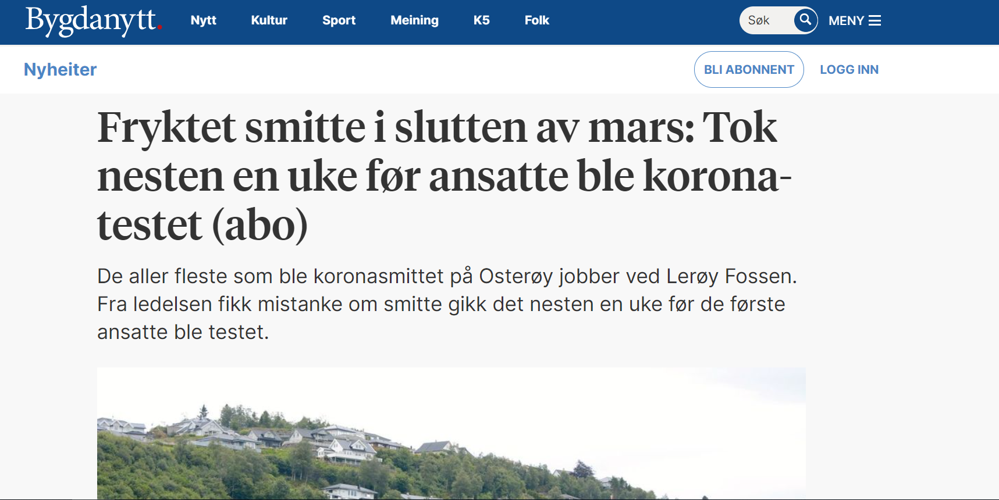 Bygdanytt.
Nytt
Kultur
Sport
Meining
K5
Folk
Søk
MENY
Nyheiter
BLI ABONNENT
LOGG INN
Fryktet smitte i slutten av mars: Tok
nesten en uke før ansatte ble korona-
testet (abo)
De aller fleste som ble koronasmittet på Osterøy jobber ved Lerøy Fossen.
Fra ledelsen fikk mistanke om smitte gikk det nesten en uke før de første
ansatte ble testet.